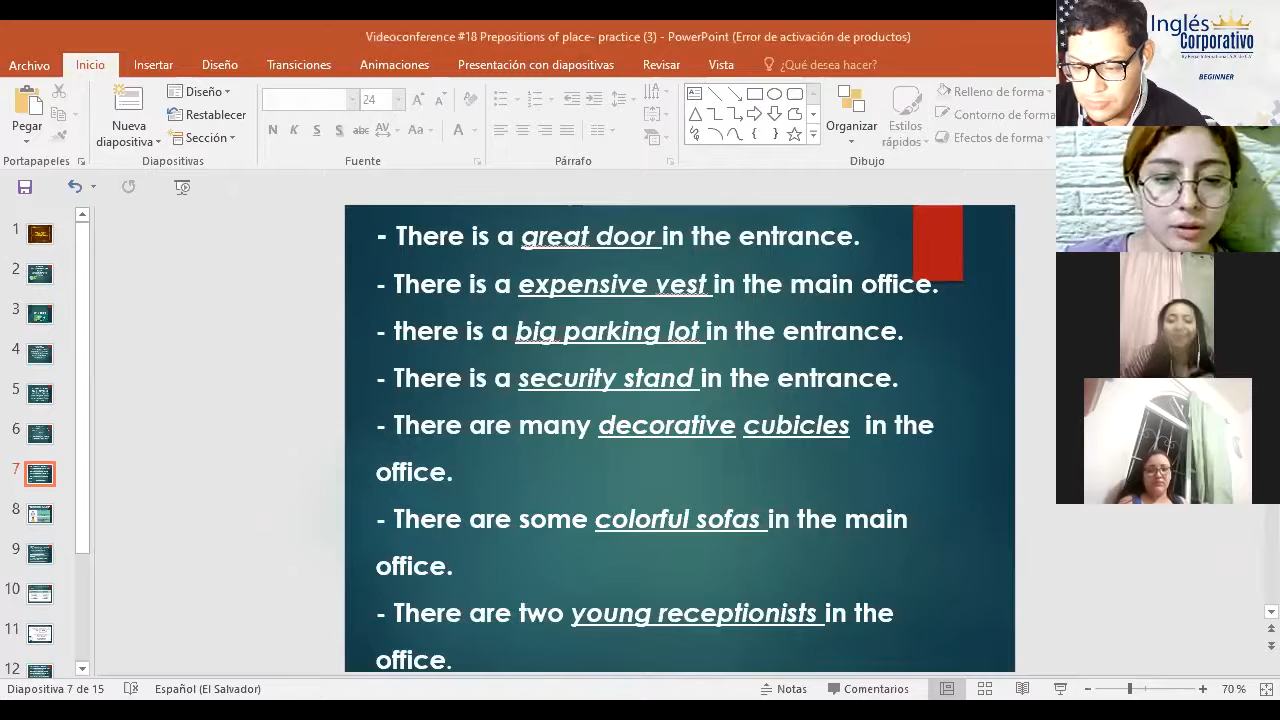 Videoconference #18 Prepositions of place- practice (3) - PowerPoint (Error de activación de productos)
Archivo Inicio Insertar Diseño Transiciones Animaciones Presentación con diapositivas Revisar Vista ¿Qué desea hacer?
Pegar
Nueva diapositiva
Diseño
Restablecer
Sección
24
N K S S abc AV Aa A
Organizar
Estilos rápidos
Relleno de forma
Contorno de forma
Efectos de forma
Portapapeles Diapositivas Fuente Párrafo Dibujo
1
2
3
4
5
6
7
8
9
10
11
12
- There is a great door in the entrance.
- There is a expensive vest in the main office.
- there is a big parking lot in the entrance.
- There is a security stand in the entrance.
- There are many decorative cubicles in the
office.
- There are some colorful sofas in the main
office.
- There are two young receptionists in the
office.
Diapositiva 7 de 15 Español (El Salvador) Notas Comentarios 70 %
Inglés
Corporativo
BEGINNER